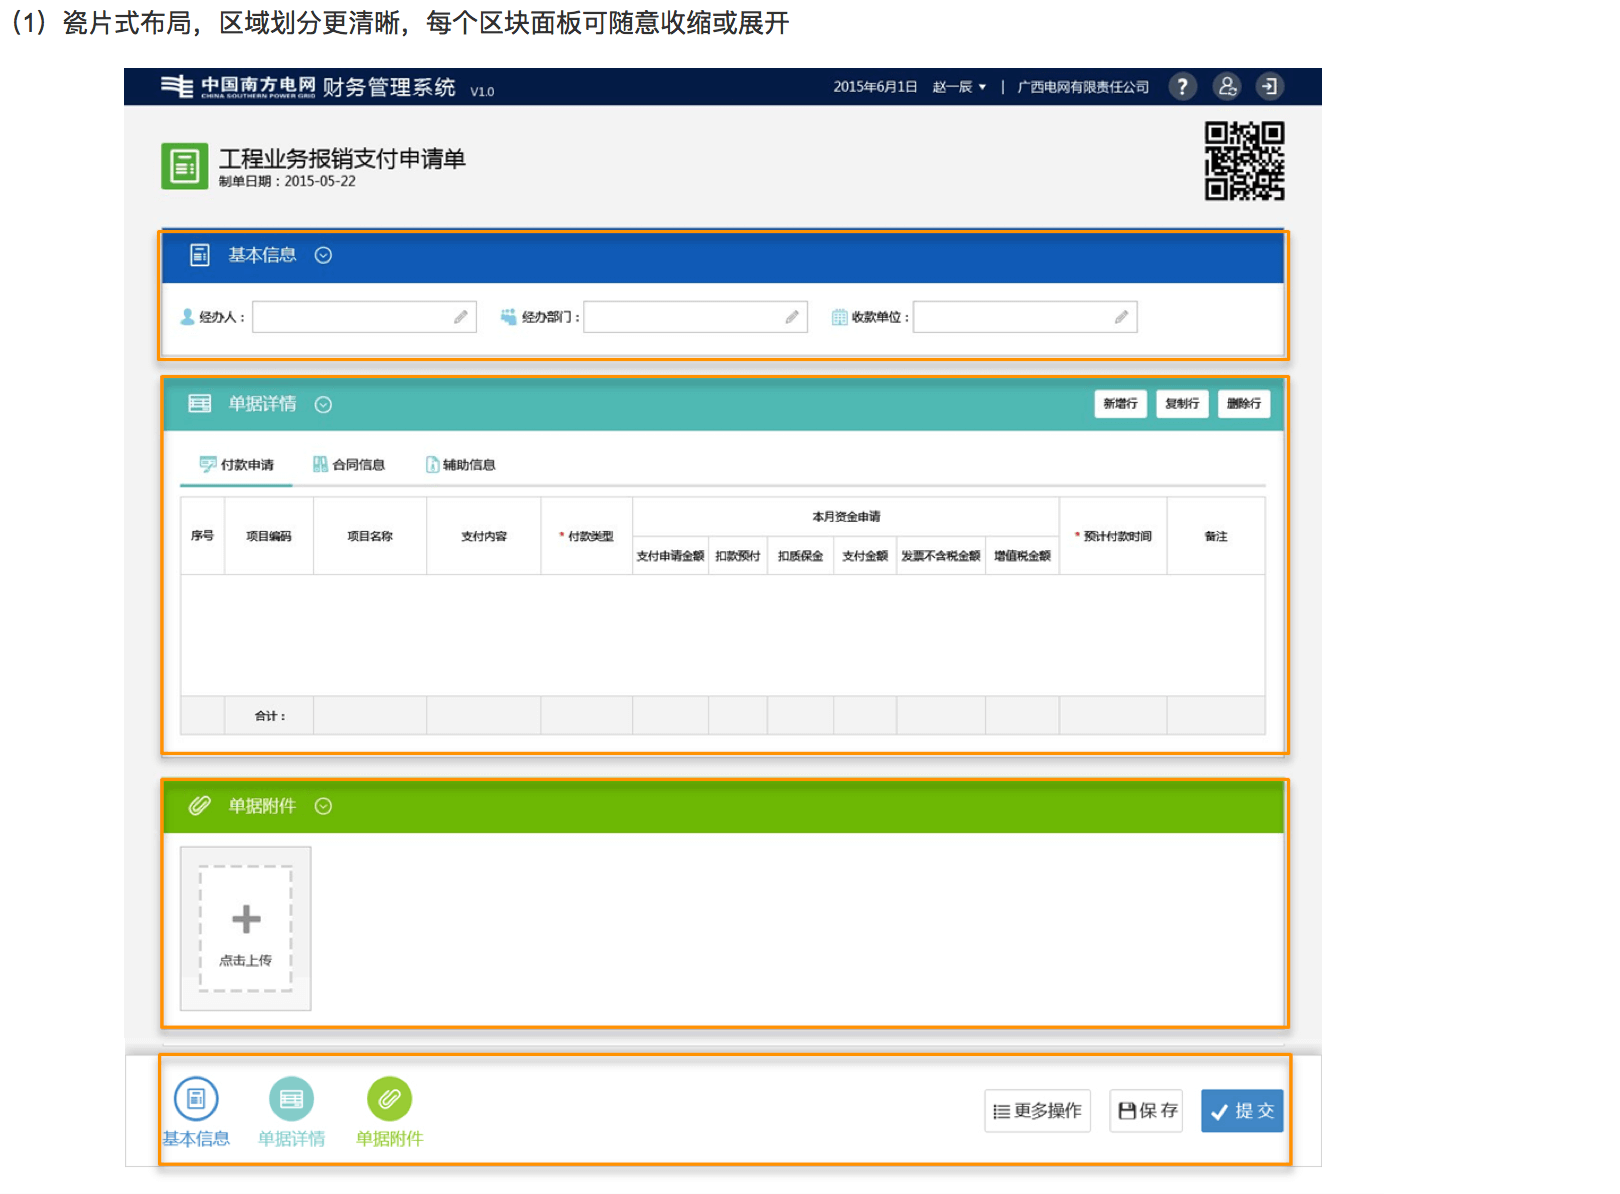 （1）瓷片式布局，区域划分更清晰，每个区块面板可随意收缩或展开
中国南方电网 财务管理系统 V1.0
CHINA SOUTHERN POWER GRID
2015年6月1日 赵一辰 ▼ | 广西电网有限责任公司 ?
工程业务报销支付申请单
制单日期：2015-05-22
基本信息
经办人： 经办部门： 收款单位：
单据详情 新增行 复制行 删除行
付款申请 合同信息 辅助信息
本月资金申请
序号 项目编码 项目名称 支付内容 * 付款类型 * 预计付款时间 备注
支付申请金额 扣款预付 扣质保金 支付金额 发票不含税金额 增值税金额
合计：
单据附件
点击上传
更多操作 保存 提交
基本信息 单据详情 单据附件